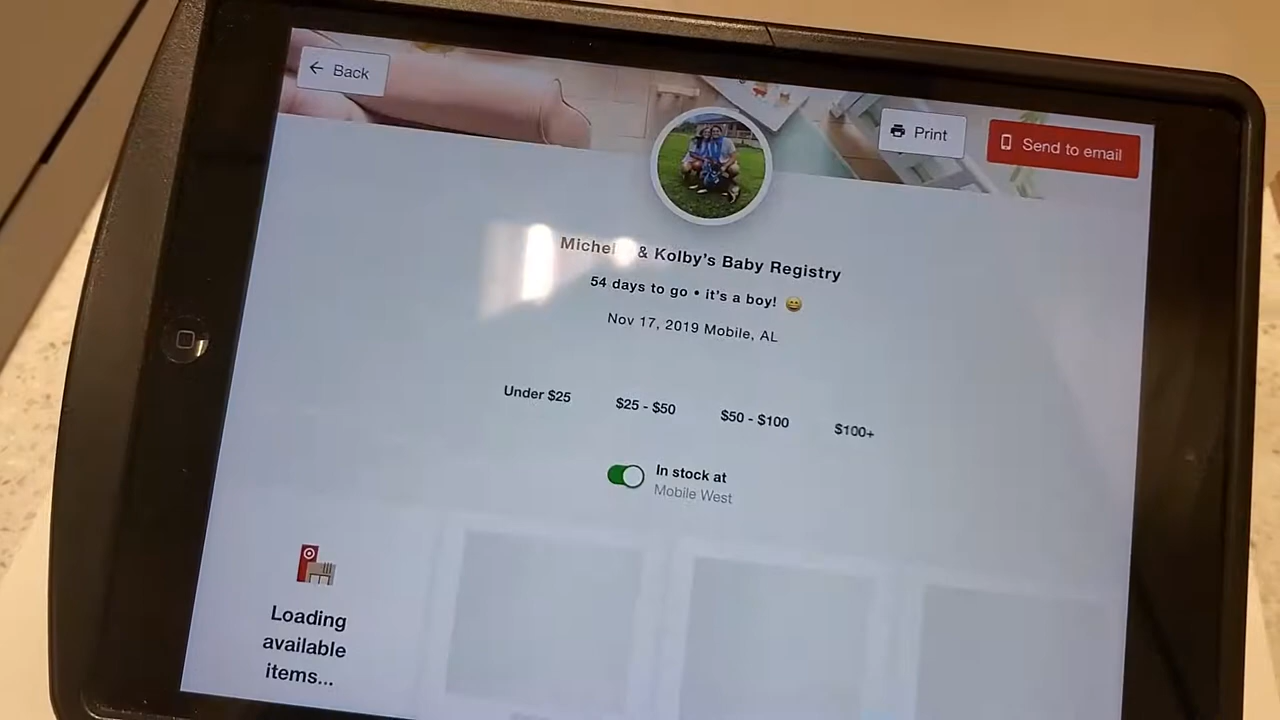 ← Back
Print
Send to email
& Kolby's Baby Registry
54 days to go • it's a boy! 😄
Nov 17, 2019 Mobile, AL
Under $25
$25 - $50
$50 - $100
$100+
In stock at
Mobile West
Loading
available
items...